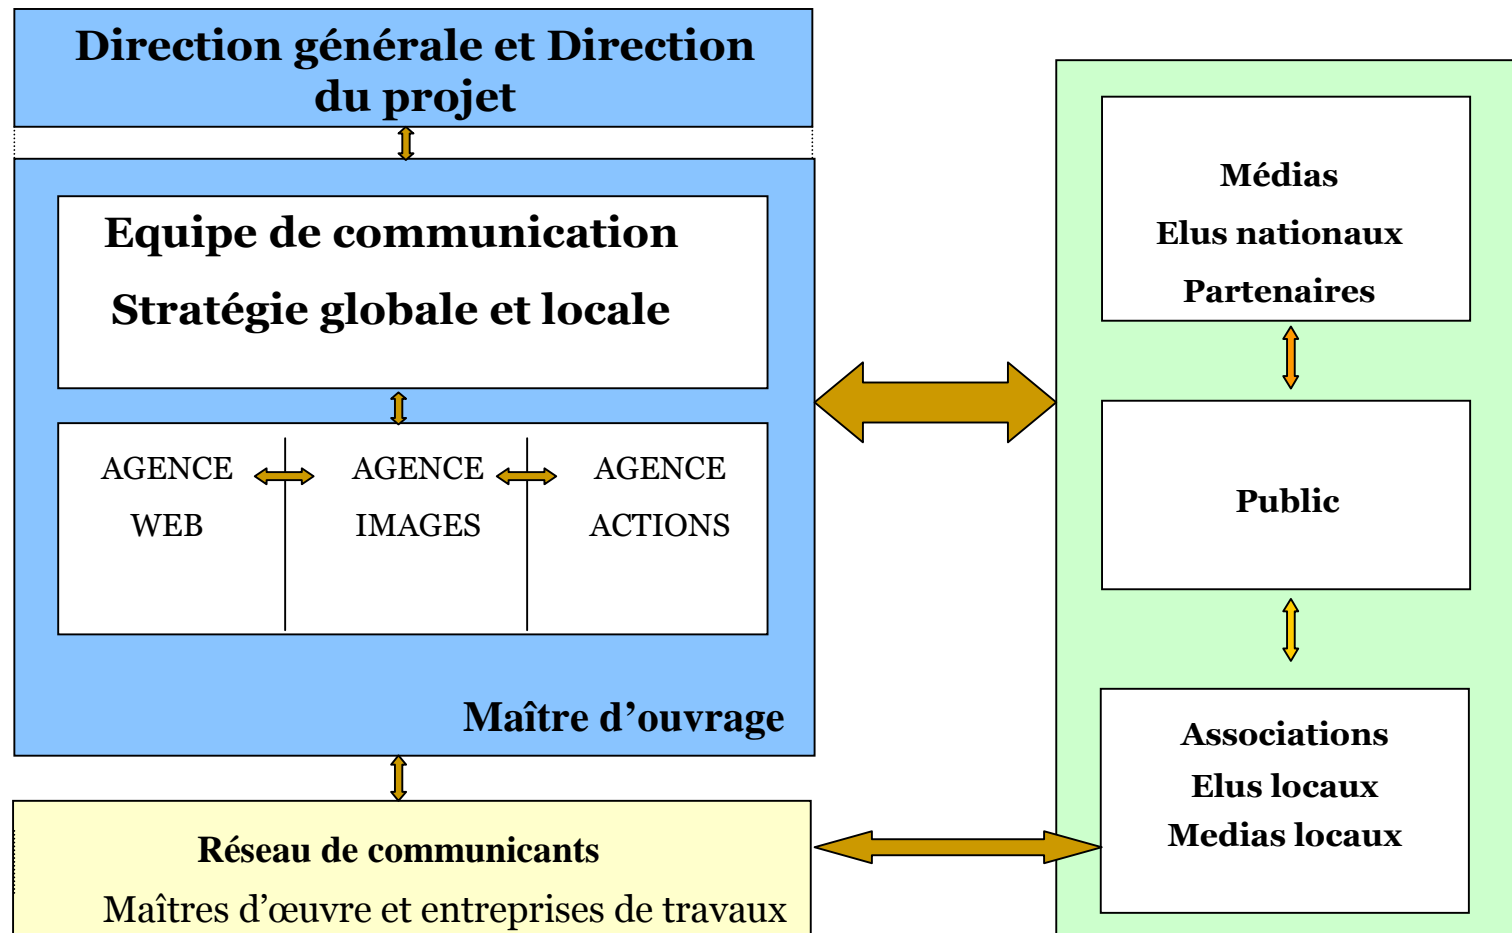 Direction générale et Direction
du projet
Equipe de communication
Stratégie globale et locale
AGENCE
WEB
AGENCE
IMAGES
AGENCE
ACTIONS
Maître d’ouvrage
Réseau de communicants
Maîtres d’œuvre et entreprises de travaux
Médias
Elus nationaux
Partenaires
Public
Associations
Elus locaux
Medias locaux